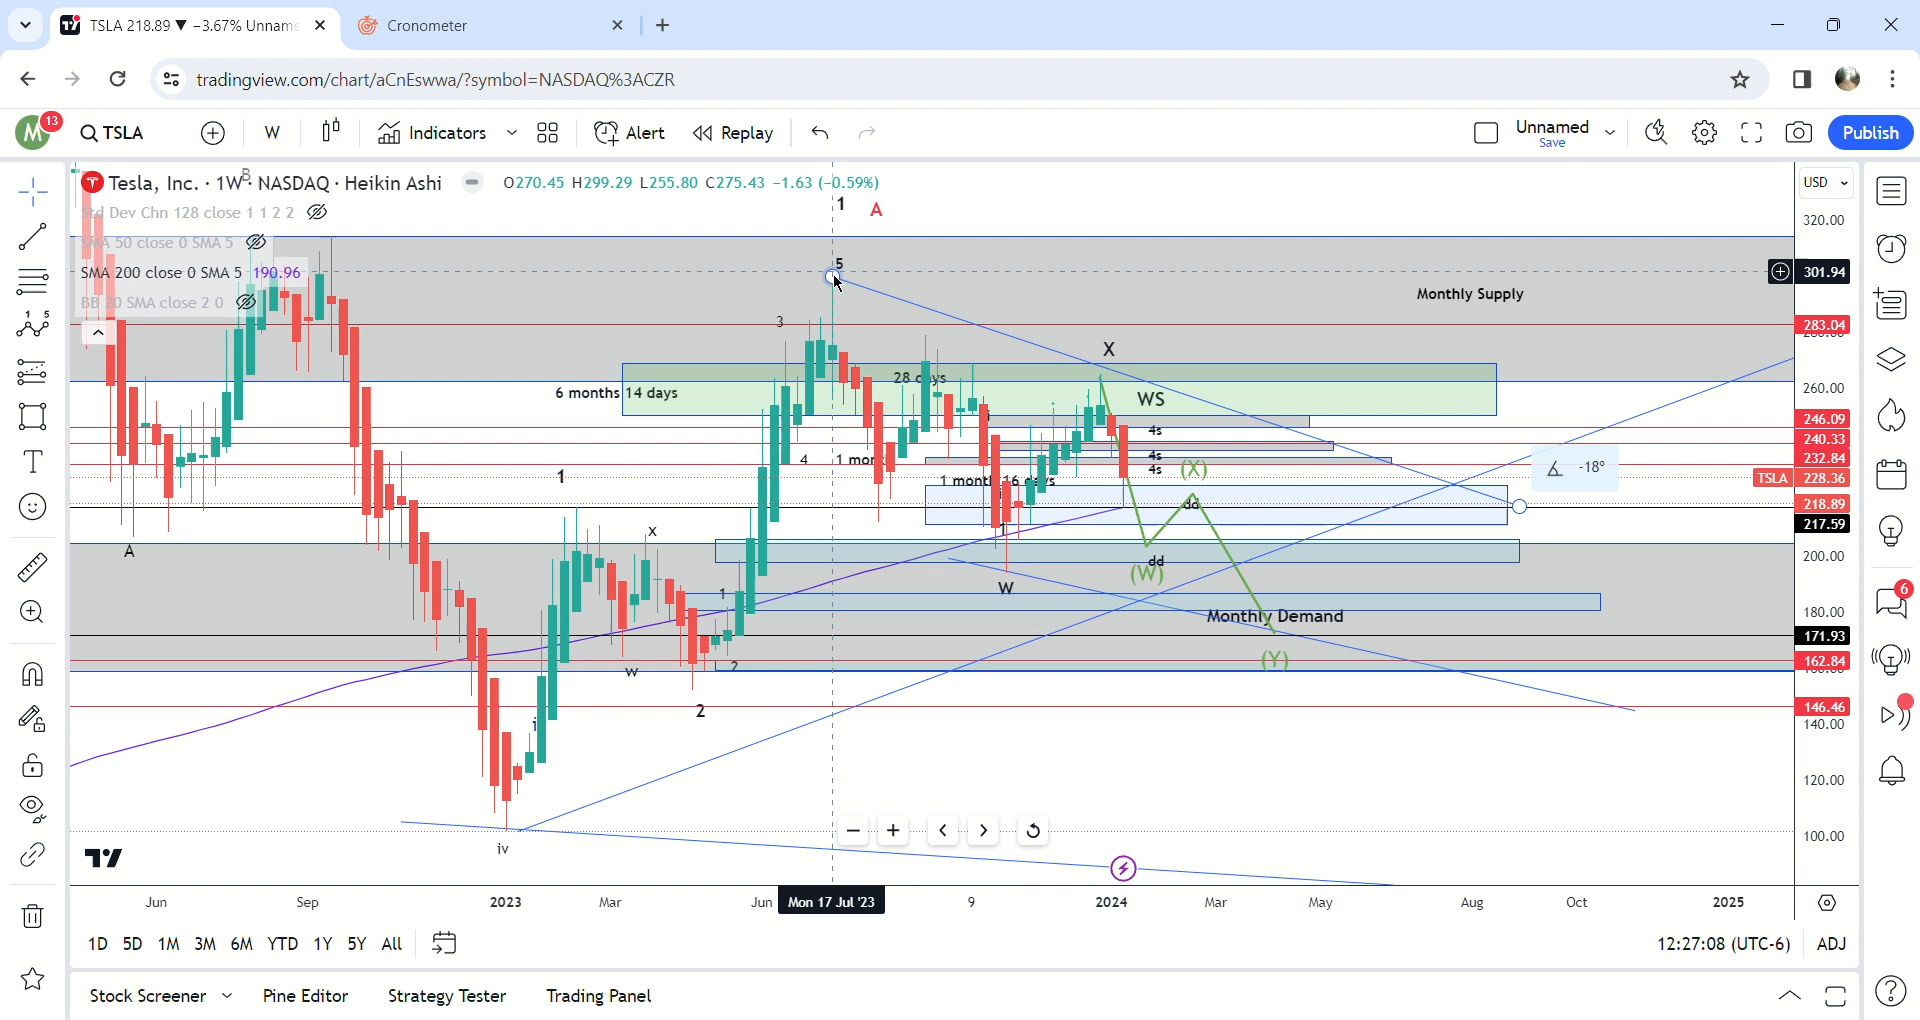 TSLA 218.89 ▼ −3.67% Unnam
Cronometer
tradingview.com/chart/aCnEswwa/?symbol=NASDAQ%3ACZR
M
13
TSLA
W
Indicators
Alert
Replay
Unnamed
Save
Publish
Tesla, Inc. · 1W · NASDAQ · Heikin Ashi
B
O270.45 H299.29 L255.80 C275.43 −1.63 (−0.59%)
USD
Std Dev Chn 128 close 1 1 2 2
1
A
320.00
SMA 50 close 0 SMA 5
5
SMA 200 close 0 SMA 5 190.96
301.94
BB 20 SMA close 2 0
Monthly Supply
3
283.04
X
28 days
6 months 14 days
260.00
WS
246.09
4s
240.33
4
1 mon
4s
232.84
4s
(X)
1
1 month 16 days
TSLA
228.36
-18°
dd
218.89
217.59
x
1
A
200.00
dd
(W)
W
1
180.00
Monthly Demand
171.93
(Y)
162.84
w
2
2
146.46
i
140.00
120.00
100.00
iv
Jun
Sep
2023
Mar
Jun
Mon 17 Jul '23
9
2024
Mar
May
Aug
Oct
2025
1D
5D
1M
3M
6M
YTD
1Y
5Y
All
12:27:08 (UTC-6)
ADJ
Stock Screener
Pine Editor
Strategy Tester
Trading Panel
1 5
6